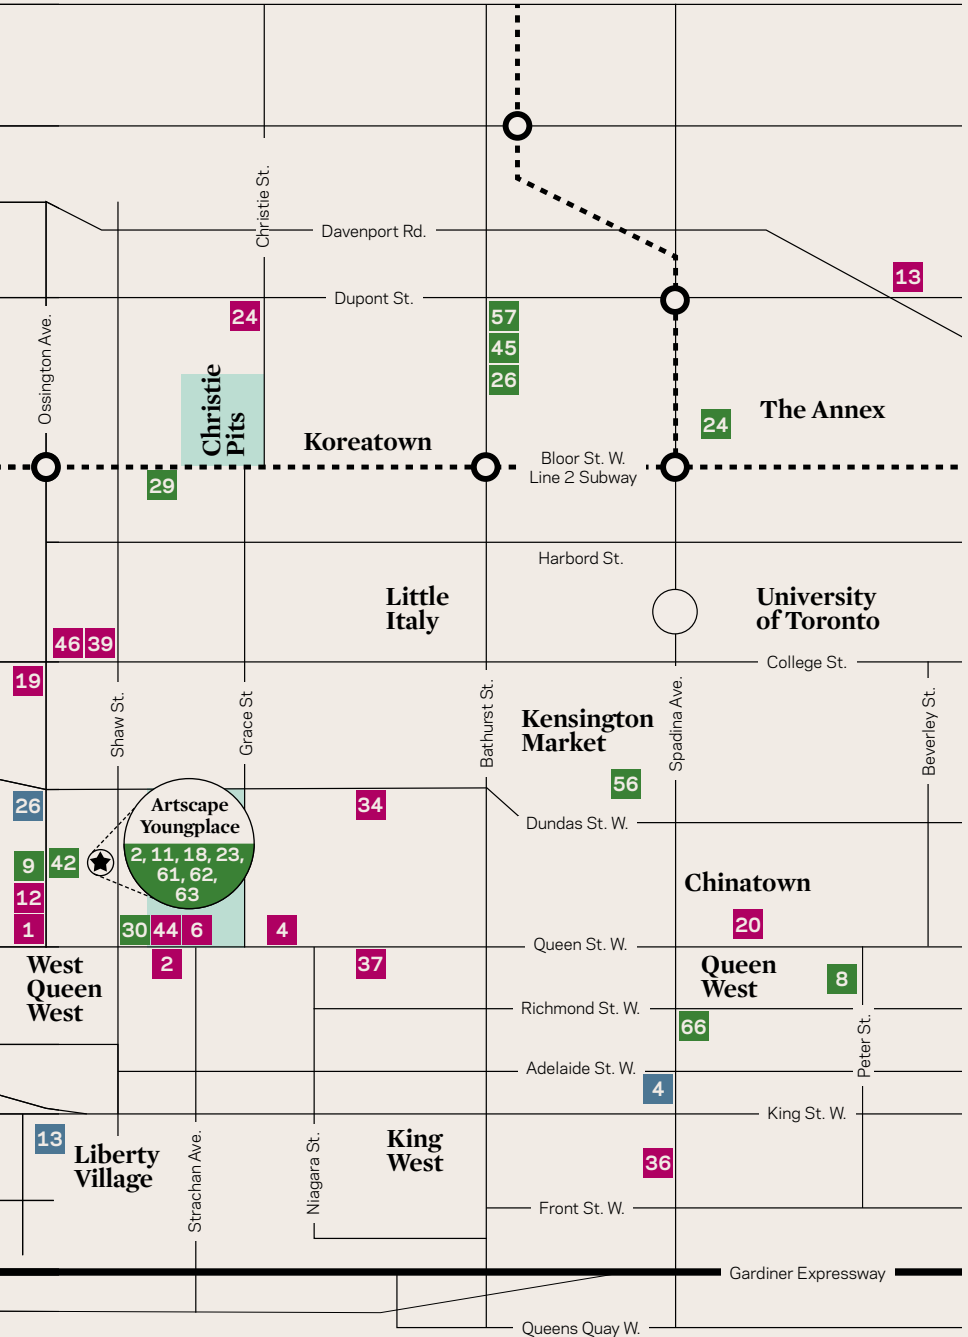 Christie St.
Davenport Rd.
13
Dupont St.
24
57
45
26
Ossington Ave.
Christie
Pits
24
The Annex
Koreatown
Bloor St. W.
Line 2 Subway
29
Harbord St.
Little
Italy
University
of Toronto
46
39
College St.
19
Shaw St.
Grace St
Bathurst St.
Kensington
Market
Spadina Ave.
Beverley St.
56
26
Artscape
Youngplace
2, 11, 18, 23,
61, 62,
63
34
Dundas St. W.
9
42
12
1
Chinatown
30
44
6
4
20
Queen St. W.
West
Queen
West
2
37
Queen
West
8
Richmond St. W.
66
Peter St.
Adelaide St. W.
4
King St. W.
13
Liberty
Village
Strachan Ave.
Niagara St.
King
West
36
Front St. W.
Gardiner Expressway
Queens Quay W.